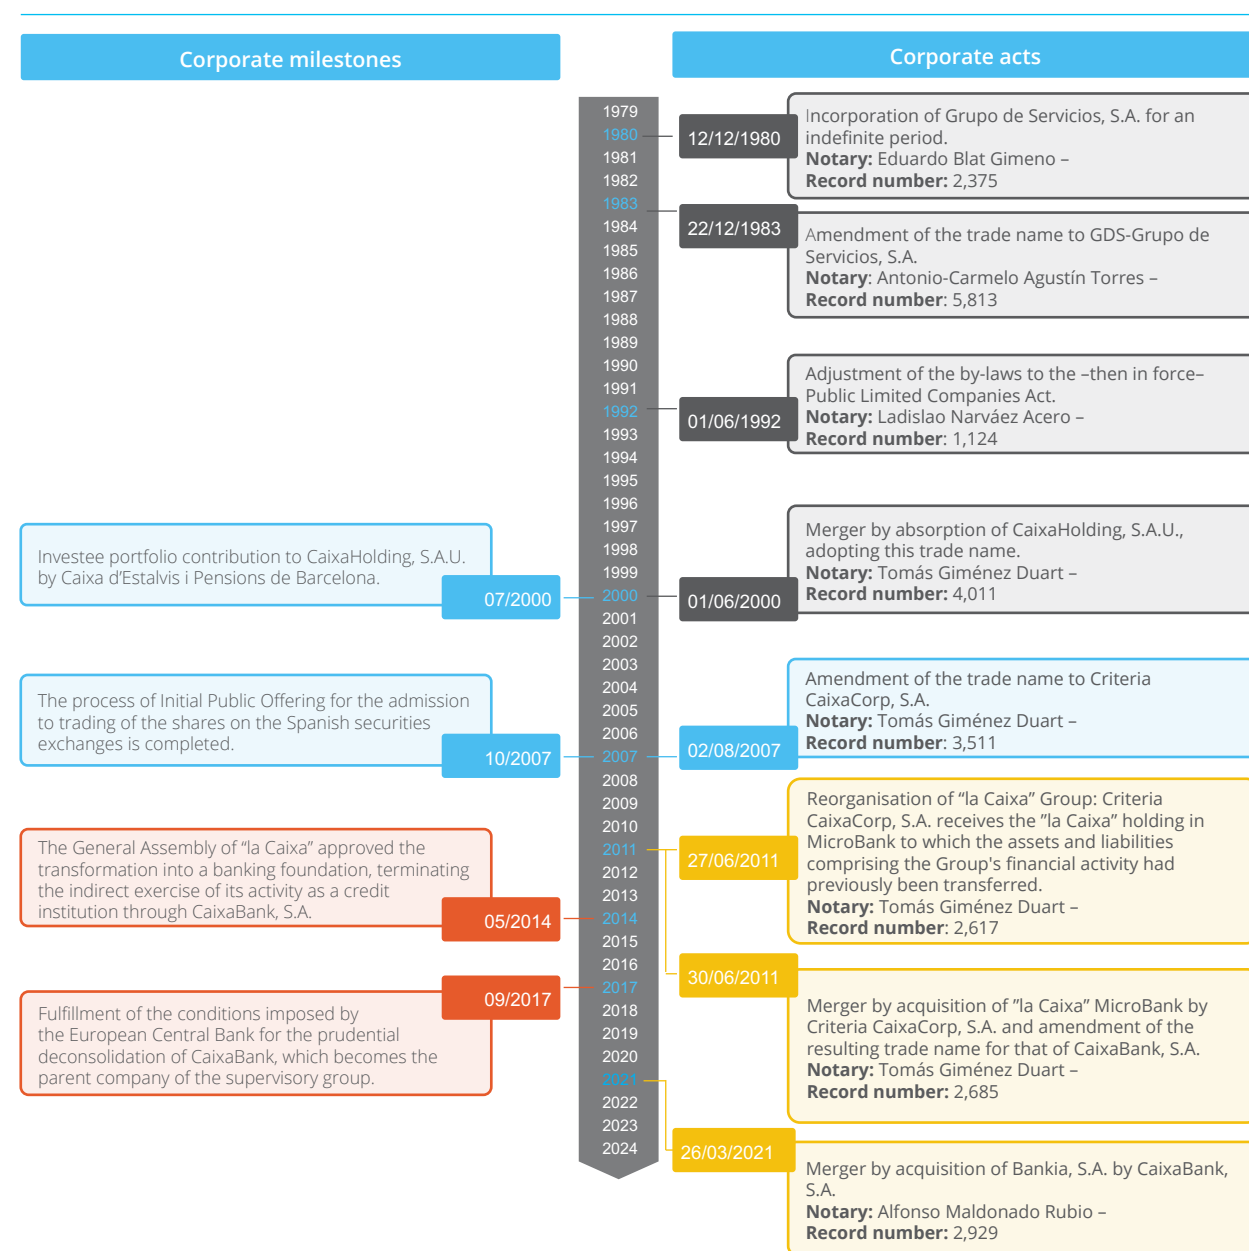 Corporate milestones
Corporate acts
1979
1980
1981
1982
1983
1984
1985
1986
1987
1988
1989
1990
1991
1992
1993
1994
1995
1996
1997
1998
1999
2000
2001
2002
2003
2004
2005
2006
2007
2008
2009
2010
2011
2012
2013
2014
2015
2016
2017
2018
2019
2020
2021
2022
2023
2024
Investee portfolio contribution to CaixaHolding, S.A.U.
by Caixa d’Estalvis i Pensions de Barcelona.
07/2000
The process of Initial Public Offering for the admission
to trading of the shares on the Spanish securities
exchanges is completed.
10/2007
The General Assembly of “la Caixa” approved the
transformation into a banking foundation, terminating
the indirect exercise of its activity as a credit
institution through CaixaBank, S.A.
05/2014
09/2017
Fulfillment of the conditions imposed by
the European Central Bank for the prudential
deconsolidation of CaixaBank, which becomes the
parent company of the supervisory group.
12/12/1980
Incorporation of Grupo de Servicios, S.A. for an
indefinite period.
Notary: Eduardo Blat Gimeno –
Record number: 2,375
22/12/1983
Amendment of the trade name to GDS-Grupo de
Servicios, S.A.
Notary: Antonio-Carmelo Agustín Torres –
Record number: 5,813
01/06/1992
Adjustment of the by-laws to the –then in force–
Public Limited Companies Act.
Notary: Ladislao Narváez Acero –
Record number: 1,124
01/06/2000
Merger by absorption of CaixaHolding, S.A.U.,
adopting this trade name.
Notary: Tomás Giménez Duart –
Record number: 4,011
02/08/2007
Amendment of the trade name to Criteria
CaixaCorp, S.A.
Notary: Tomás Giménez Duart –
Record number: 3,511
27/06/2011
Reorganisation of “la Caixa” Group: Criteria
CaixaCorp, S.A. receives the ”la Caixa” holding in
MicroBank to which the assets and liabilities
comprising the Group's financial activity had
previously been transferred.
Notary: Tomás Giménez Duart –
Record number: 2,617
30/06/2011
Merger by acquisition of ”la Caixa” MicroBank by
Criteria CaixaCorp, S.A. and amendment of the
resulting trade name for that of CaixaBank, S.A.
Notary: Tomás Giménez Duart –
Record number: 2,685
26/03/2021
Merger by acquisition of Bankia, S.A. by CaixaBank,
S.A.
Notary: Alfonso Maldonado Rubio –
Record number: 2,929